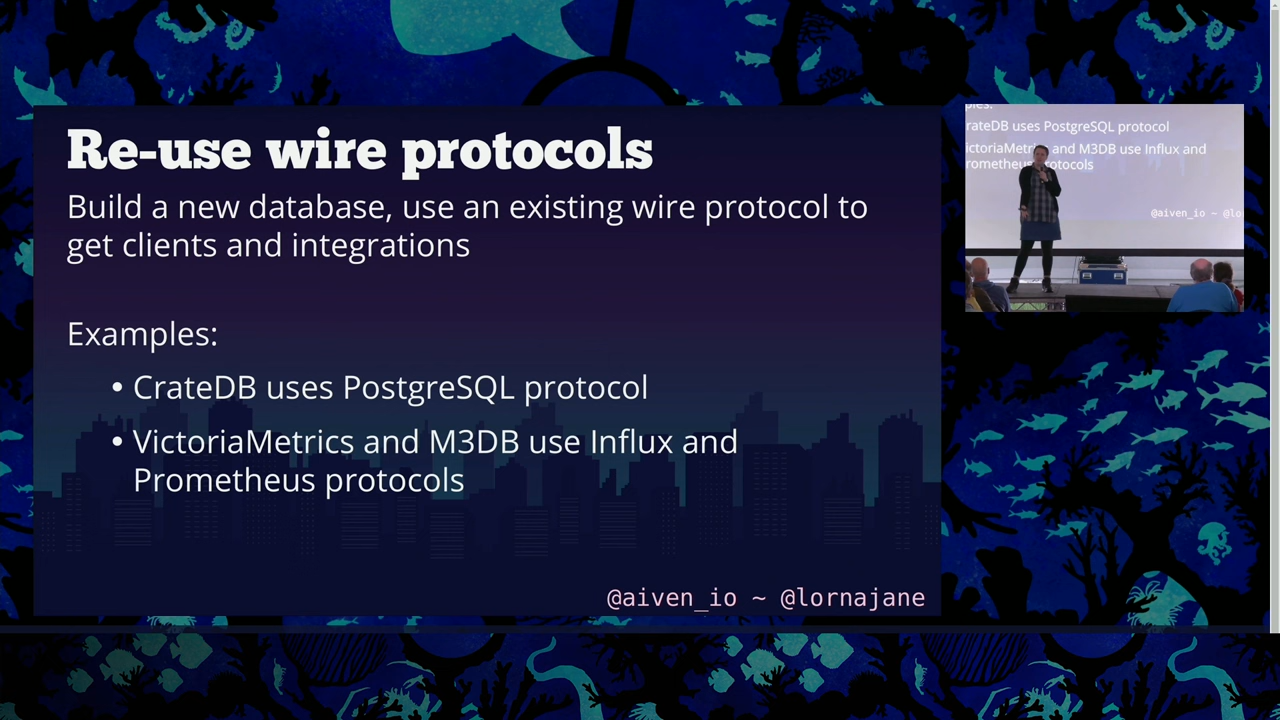 Re-use wire protocols
Build a new database, use an existing wire protocol to
get clients and integrations
Examples:
• CrateDB uses PostgreSQL protocol
• VictoriaMetrics and M3DB use Influx and
Prometheus protocols
@aiven_io ~ @lornajane
ples:
rateDB uses PostgreSQL protocol
ictoriaMetri and M3DB use Influx and
rometheus otocols
@aiven_io ~ @lo